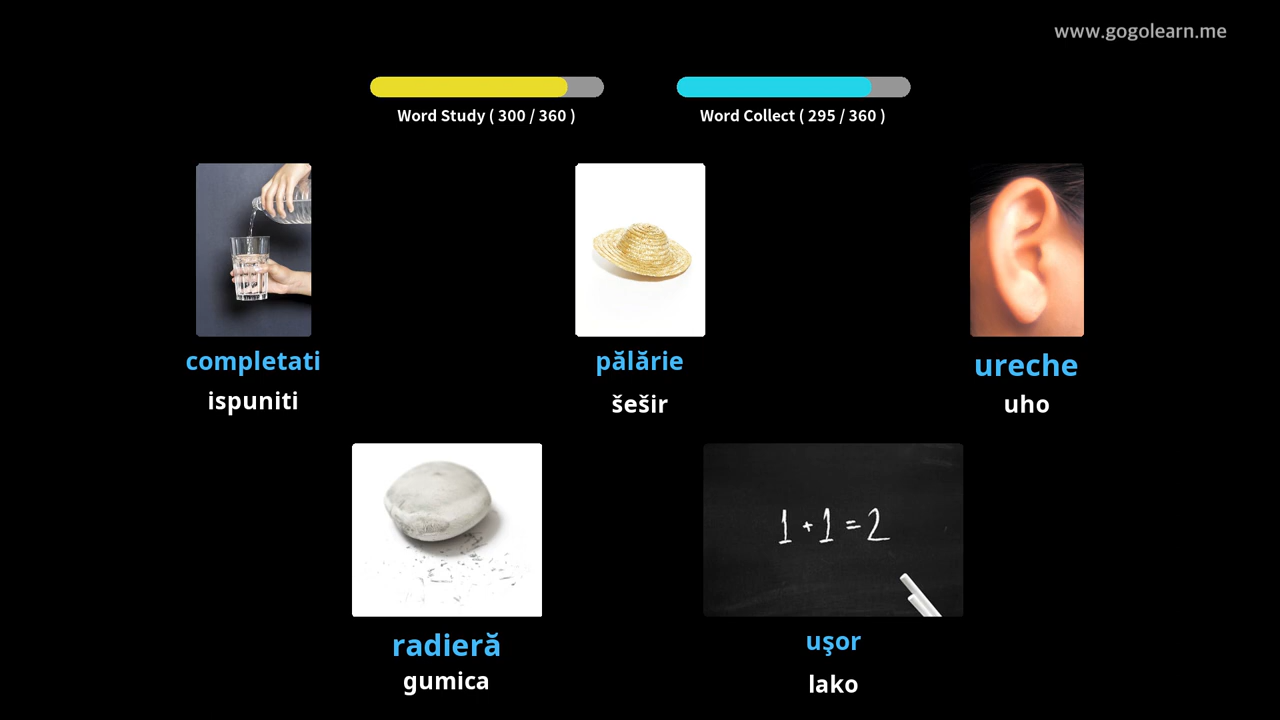 www.gogolearn.me
Word Study ( 300 / 360 )
Word Collect ( 295 / 360 )
completati
ispuniti
pălărie
šešir
ureche
uho
radieră
gumica
1 + 1 = 2
uşor
lako